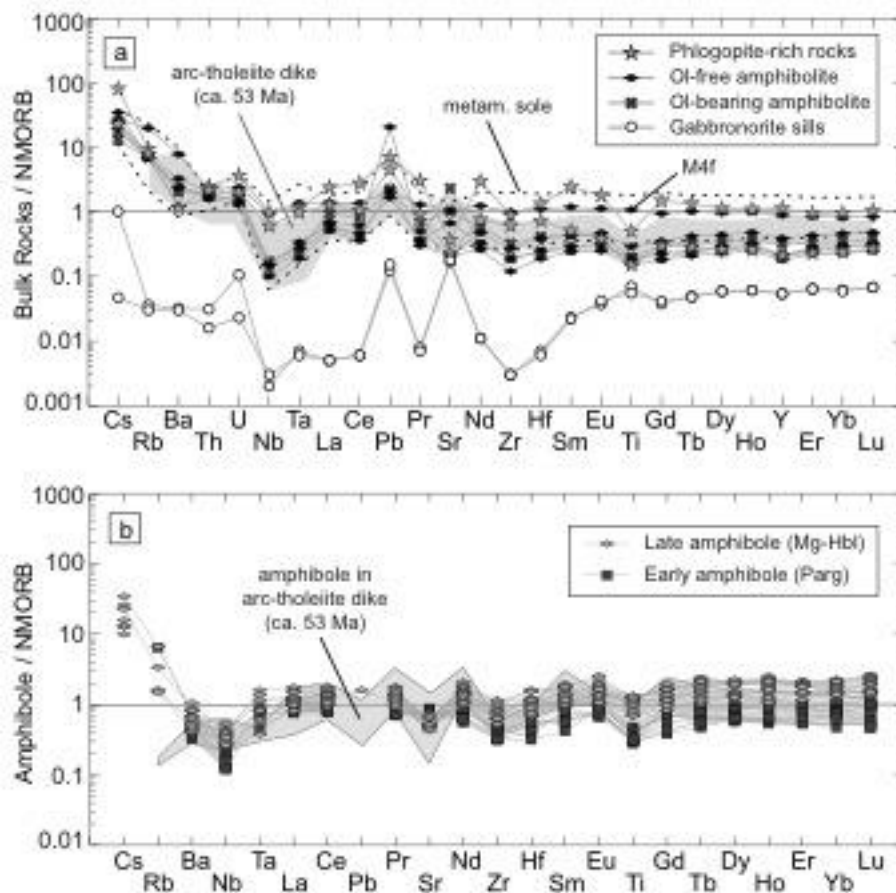 1000
100
10
1
0.1
0.01
0.001
Bulk Rocks / NMORB
a
arc-tholeiite dike
(ca. 53 Ma)
metam. sole
Phlogopite-rich rocks
Ol-free amphibolite
Ol-bearing amphibolite
Gabbronorite sills
M4f
Cs Ba U Ta Ce Pr Nd Hf Eu Gd Dy Y Yb
Rb Th Nb La Pb Sr Zr Sm Ti Tb Ho Er Lu
1000
100
10
1
0.1
0.01
Amphibole / NMORB
b
amphibole in
arc-tholeiite dike
(ca. 53 Ma)
Late amphibole (Mg-Hbl)
Early amphibole (Parg)
Cs Ba Ta Ce Pr Nd Hf Eu Gd Dy Er Lu
Rb Nb La Pb Sr Zr Sm Ti Tb Ho Yb